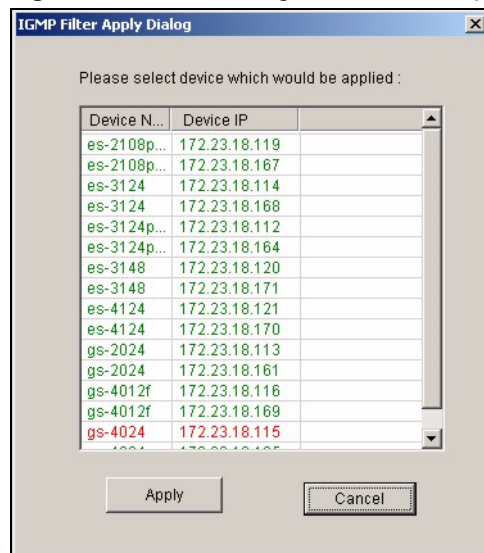 IGMP Filter Apply Dialog
Please select device which would be applied :
Device N... Device IP
es-2108p... 172.23.18.119
es-2108p... 172.23.18.167
es-3124 172.23.18.114
es-3124 172.23.18.168
es-3124p... 172.23.18.112
es-3124p... 172.23.18.164
es-3148 172.23.18.120
es-3148 172.23.18.171
es-4124 172.23.18.121
es-4124 172.23.18.170
gs-2024 172.23.18.113
gs-2024 172.23.18.161
gs-4012f 172.23.18.116
gs-4012f 172.23.18.169
gs-4024 172.23.18.115
Apply Cancel